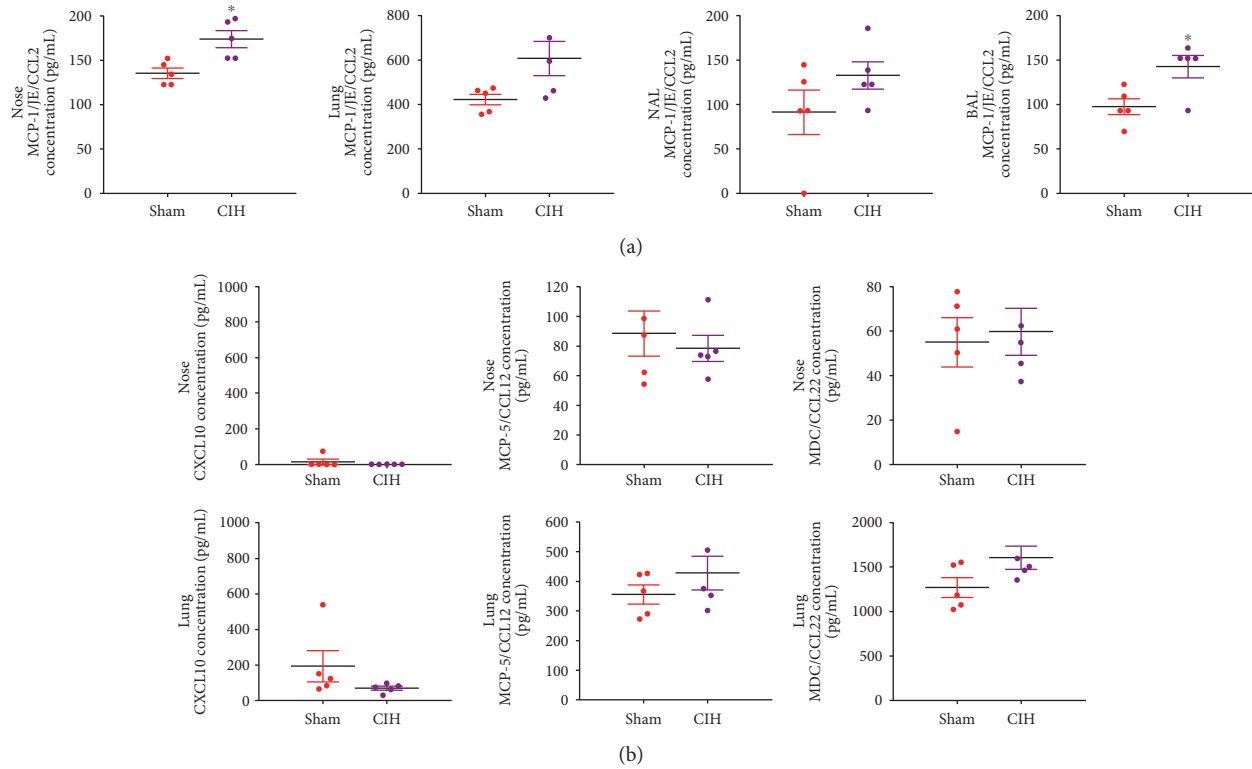 Nose
MCP-1/JE/CCL2
concentration (pg/mL)
200
150
100
50
0
*
Sham
CIH
Lung
MCP-1/JE/CCL2
concentration (pg/mL)
800
600
400
200
0
Sham
CIH
NAL
MCP-1/JE/CCL2
concentration (pg/mL)
200
150
100
50
0
Sham
CIH
BAL
MCP-1/JE/CCL2
concentration (pg/mL)
200
150
100
50
0
*
Sham
CIH
(a)
Nose
CXCL10 concentration (pg/mL)
1000
800
600
400
200
0
Sham
CIH
Nose
MCP-5/CCL12 concentration
(pg/mL)
120
100
80
60
40
20
0
Sham
CIH
Nose
MDC/CCL22 concentration
(pg/mL)
80
60
40
20
0
Sham
CIH
Lung
CXCL10 concentration (pg/mL)
1000
800
600
400
200
0
Sham
CIH
Lung
MCP-5/CCL12 concentration
(pg/mL)
600
500
400
300
200
100
0
Sham
CIH
Lung
MDC/CCL22 concentration
(pg/mL)
2000
1500
1000
500
0
Sham
CIH
(b)